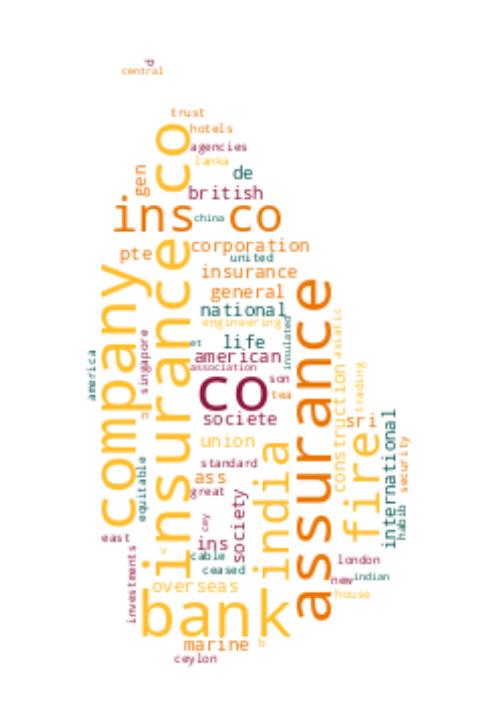 p
central
trust
co
hotels
agencies
lanka
gen
de
british
ins co
china
pte
corporation
united
insurance
general
company
insurance
assurance
national
engineering
insulated
asiatic
et
life
america
singapore
american
association
co
son
tea
construction
trading
societe
sri
international
union
fire
security
standard
equitable
india
ass
great
society
habib
cey
east
ins
cable
c
ceased
london
investments
new
indian
overseas
house
bank
marine
b
ceylon